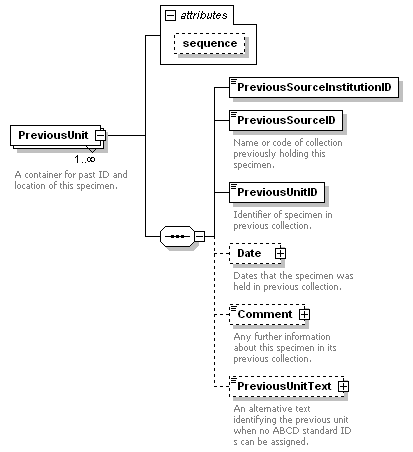 attributes
sequence
PreviousUnit
1..∞
A container for past ID and
location of this specimen.
PreviousSourceInstitutionID
PreviousSourceID
Name or code of collection
previously holding this
specimen.
PreviousUnitID
Identifier of specimen in
previous collection.
Date
Dates that the specimen was
held in previous collection.
Comment
Any further information
about this specimen in its
previous collection.
PreviousUnitText
An alternative text
identifying the previous unit
when no ABCD standard ID
s can be assigned.